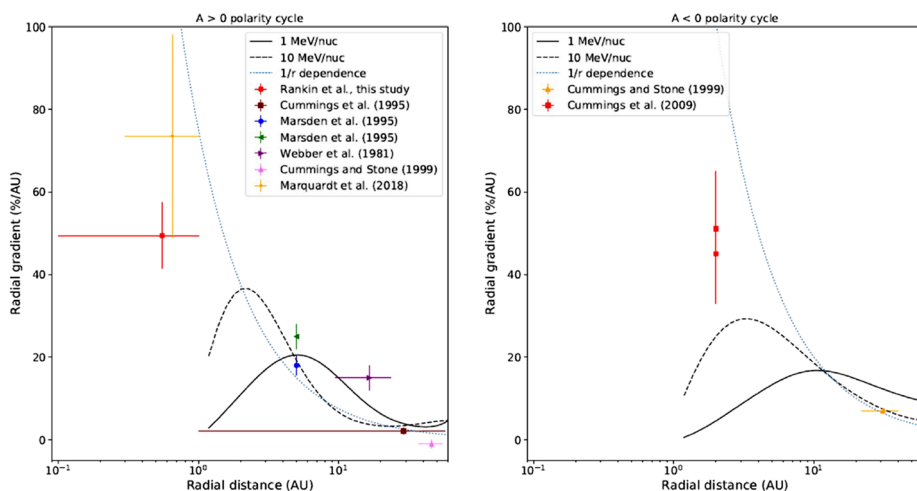 A > 0 polarity cycle
100
80
60
40
20
0
Radial gradient (%/AU)
1 MeV/nuc
10 MeV/nuc
1/r dependence
Rankin et al., this study
Cummings et al. (1995)
Marsden et al. (1995)
Marsden et al. (1995)
Webber et al. (1981)
Cummings and Stone (1999)
Marquardt et al. (2018)
10⁻¹ 10⁰ 10¹
Radial distance (AU)
A < 0 polarity cycle
100
80
60
40
20
0
Radial gradient (%/AU)
1 MeV/nuc
10 MeV/nuc
1/r dependence
Cummings and Stone (1999)
Cummings et al. (2009)
10⁻¹ 10⁰ 10¹
Radial distance (AU)